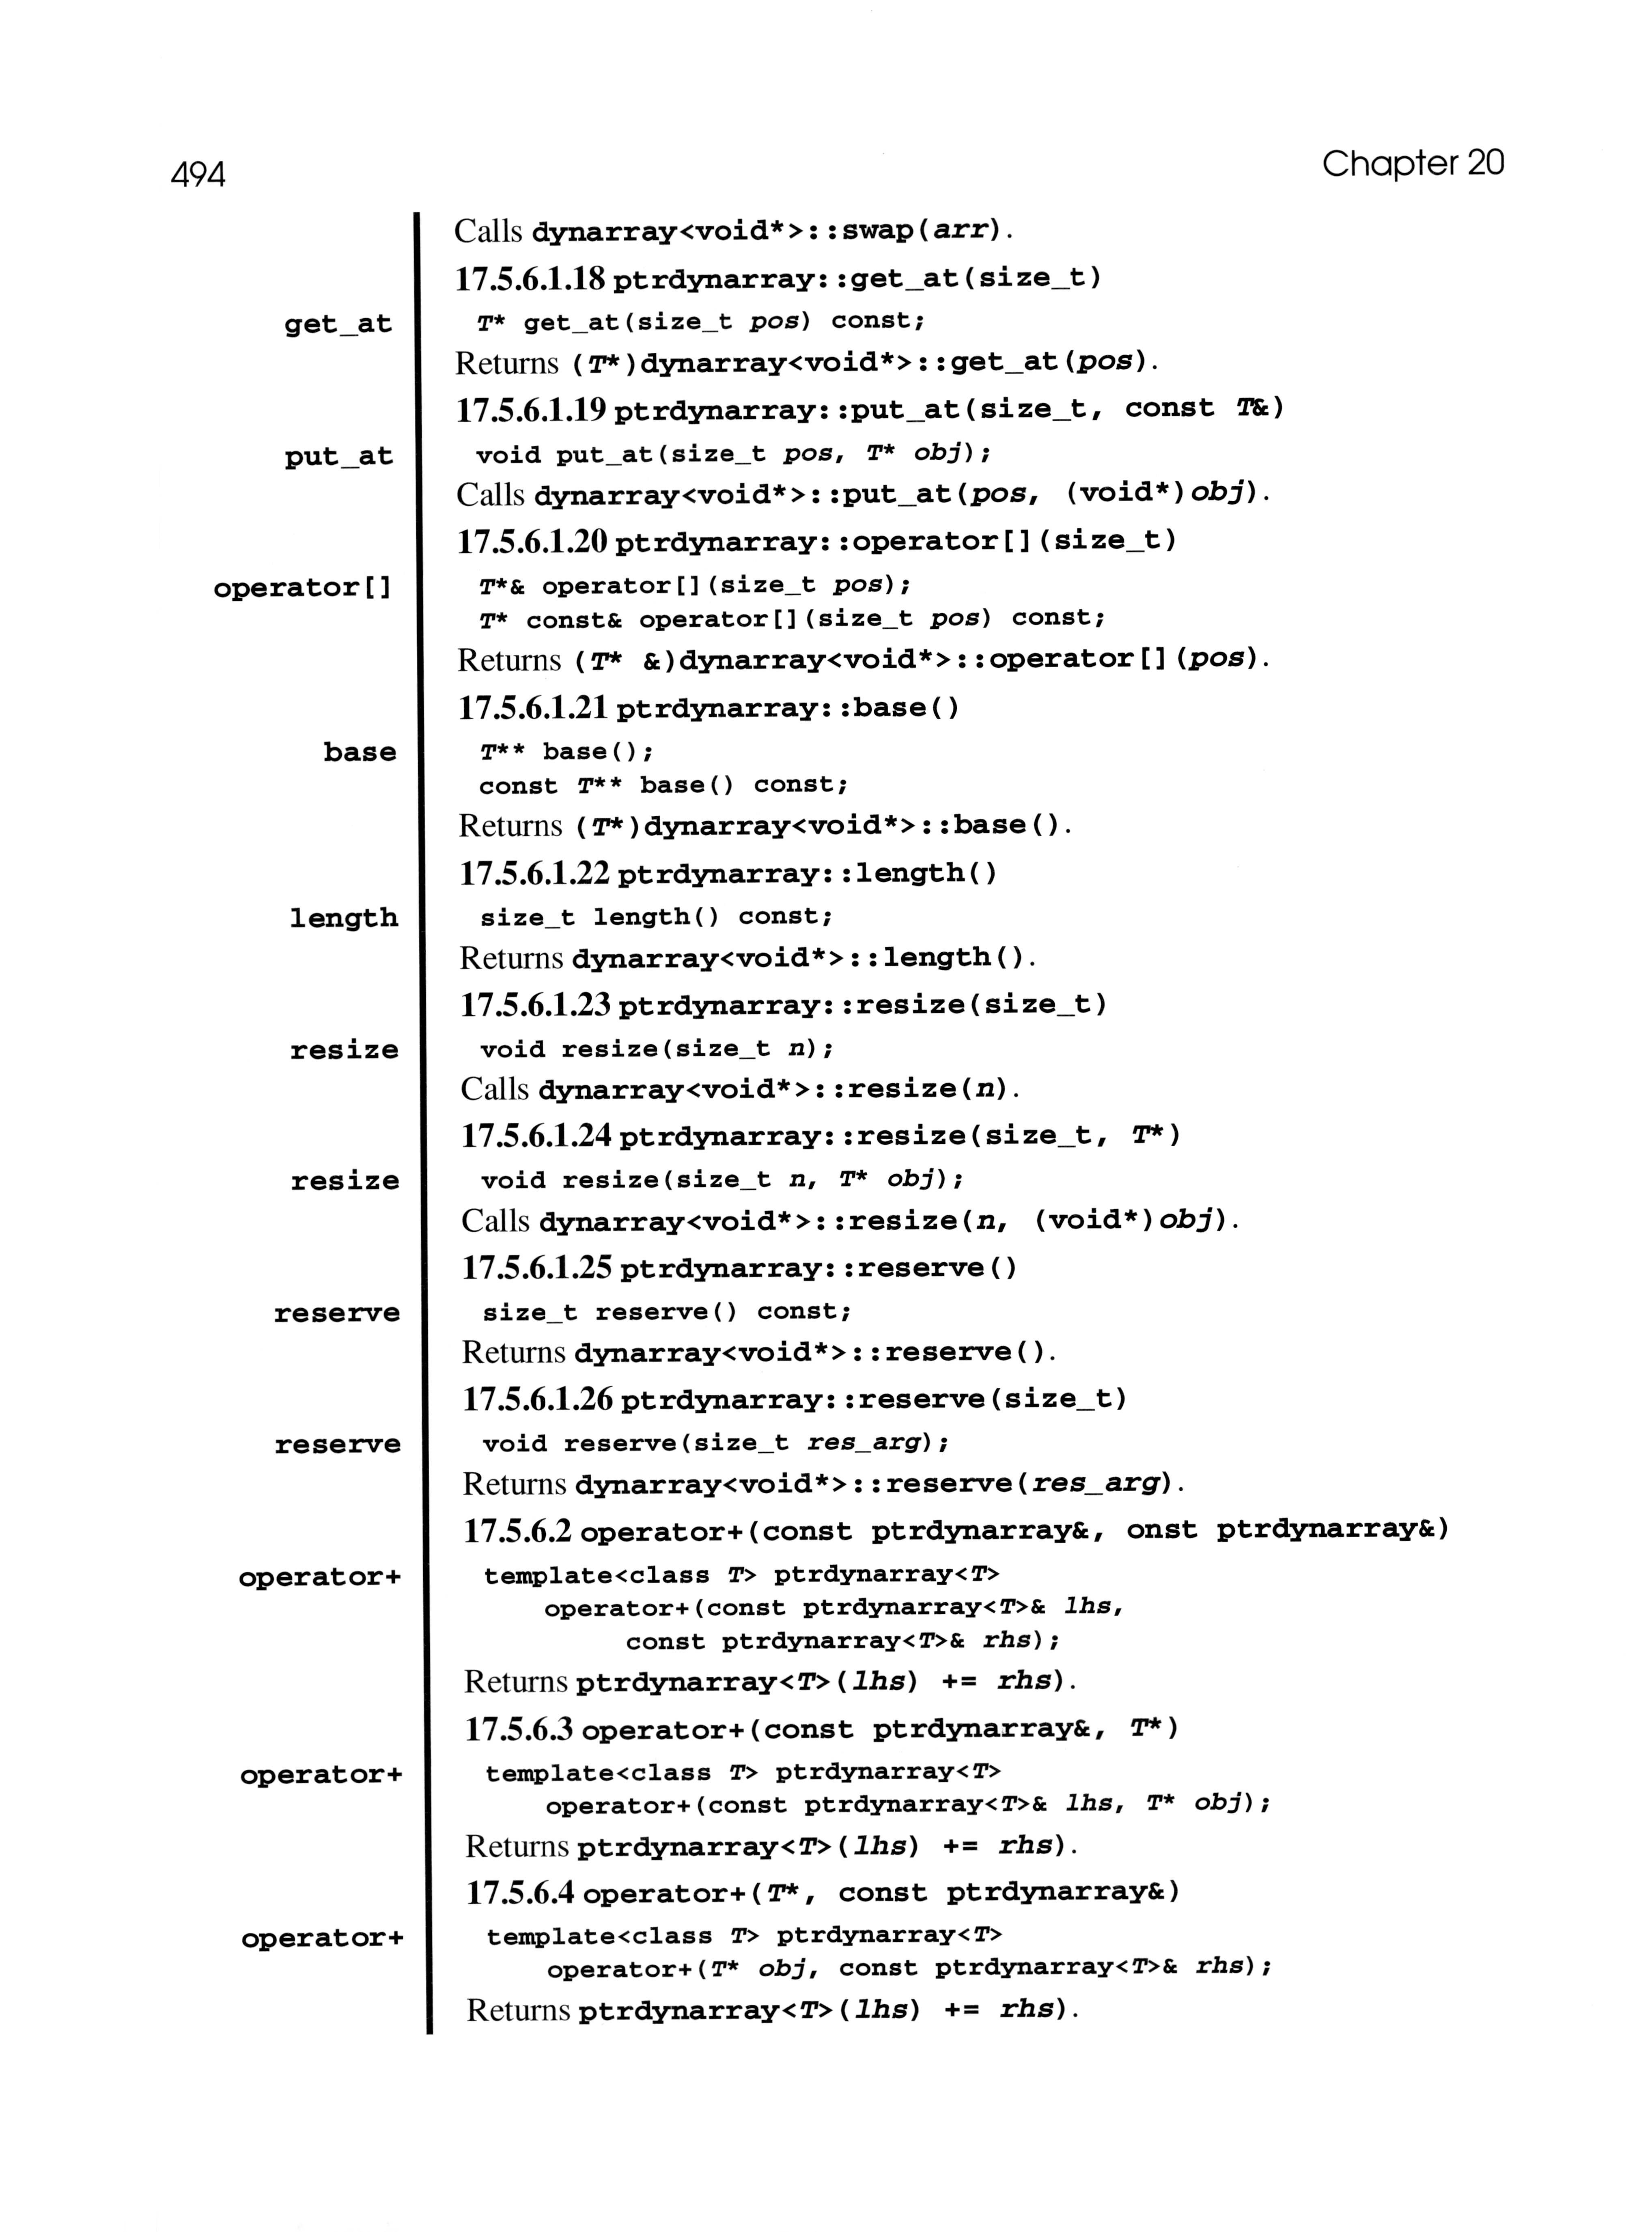 494
Chapter 20
Calls dynarray<void*>::swap(arr).
17.5.6.1.18 ptrdynarray::get_at(size_t)
get_at
T* get_at(size_t pos) const;
Returns (T*)dynarray<void*>::get_at(pos).
17.5.6.1.19 ptrdynarray::put_at(size_t, const T&)
put_at
void put_at(size_t pos, T* obj);
Calls dynarray<void*>::put_at(pos, (void*)obj).
17.5.6.1.20 ptrdynarray::operator[](size_t)
operator[]
T*& operator[](size_t pos);
T* const& operator[](size_t pos) const;
Returns (T* &)dynarray<void*>::operator[](pos).
17.5.6.1.21 ptrdynarray::base()
base
T** base();
const T** base() const;
Returns (T*)dynarray<void*>::base().
17.5.6.1.22 ptrdynarray::length()
length
size_t length() const;
Returns dynarray<void*>::length().
17.5.6.1.23 ptrdynarray::resize(size_t)
resize
void resize(size_t n);
Calls dynarray<void*>::resize(n).
17.5.6.1.24 ptrdynarray::resize(size_t, T*)
resize
void resize(size_t n, T* obj);
Calls dynarray<void*>::resize(n, (void*)obj).
17.5.6.1.25 ptrdynarray::reserve()
reserve
size_t reserve() const;
Returns dynarray<void*>::reserve().
17.5.6.1.26 ptrdynarray::reserve(size_t)
reserve
void reserve(size_t res_arg);
Returns dynarray<void*>::reserve(res_arg).
17.5.6.2 operator+(const ptrdynarray&, onst ptrdynarray&)
operator+
template<class T> ptrdynarray<T>
operator+(const ptrdynarray<T>& lhs,
const ptrdynarray<T>& rhs);
Returns ptrdynarray<T>(lhs) += rhs).
17.5.6.3 operator+(const ptrdynarray&, T*)
operator+
template<class T> ptrdynarray<T>
operator+(const ptrdynarray<T>& lhs, T* obj);
Returns ptrdynarray<T>(lhs) += rhs).
17.5.6.4 operator+(T*, const ptrdynarray&)
operator+
template<class T> ptrdynarray<T>
operator+(T* obj, const ptrdynarray<T>& rhs);
Returns ptrdynarray<T>(lhs) += rhs).